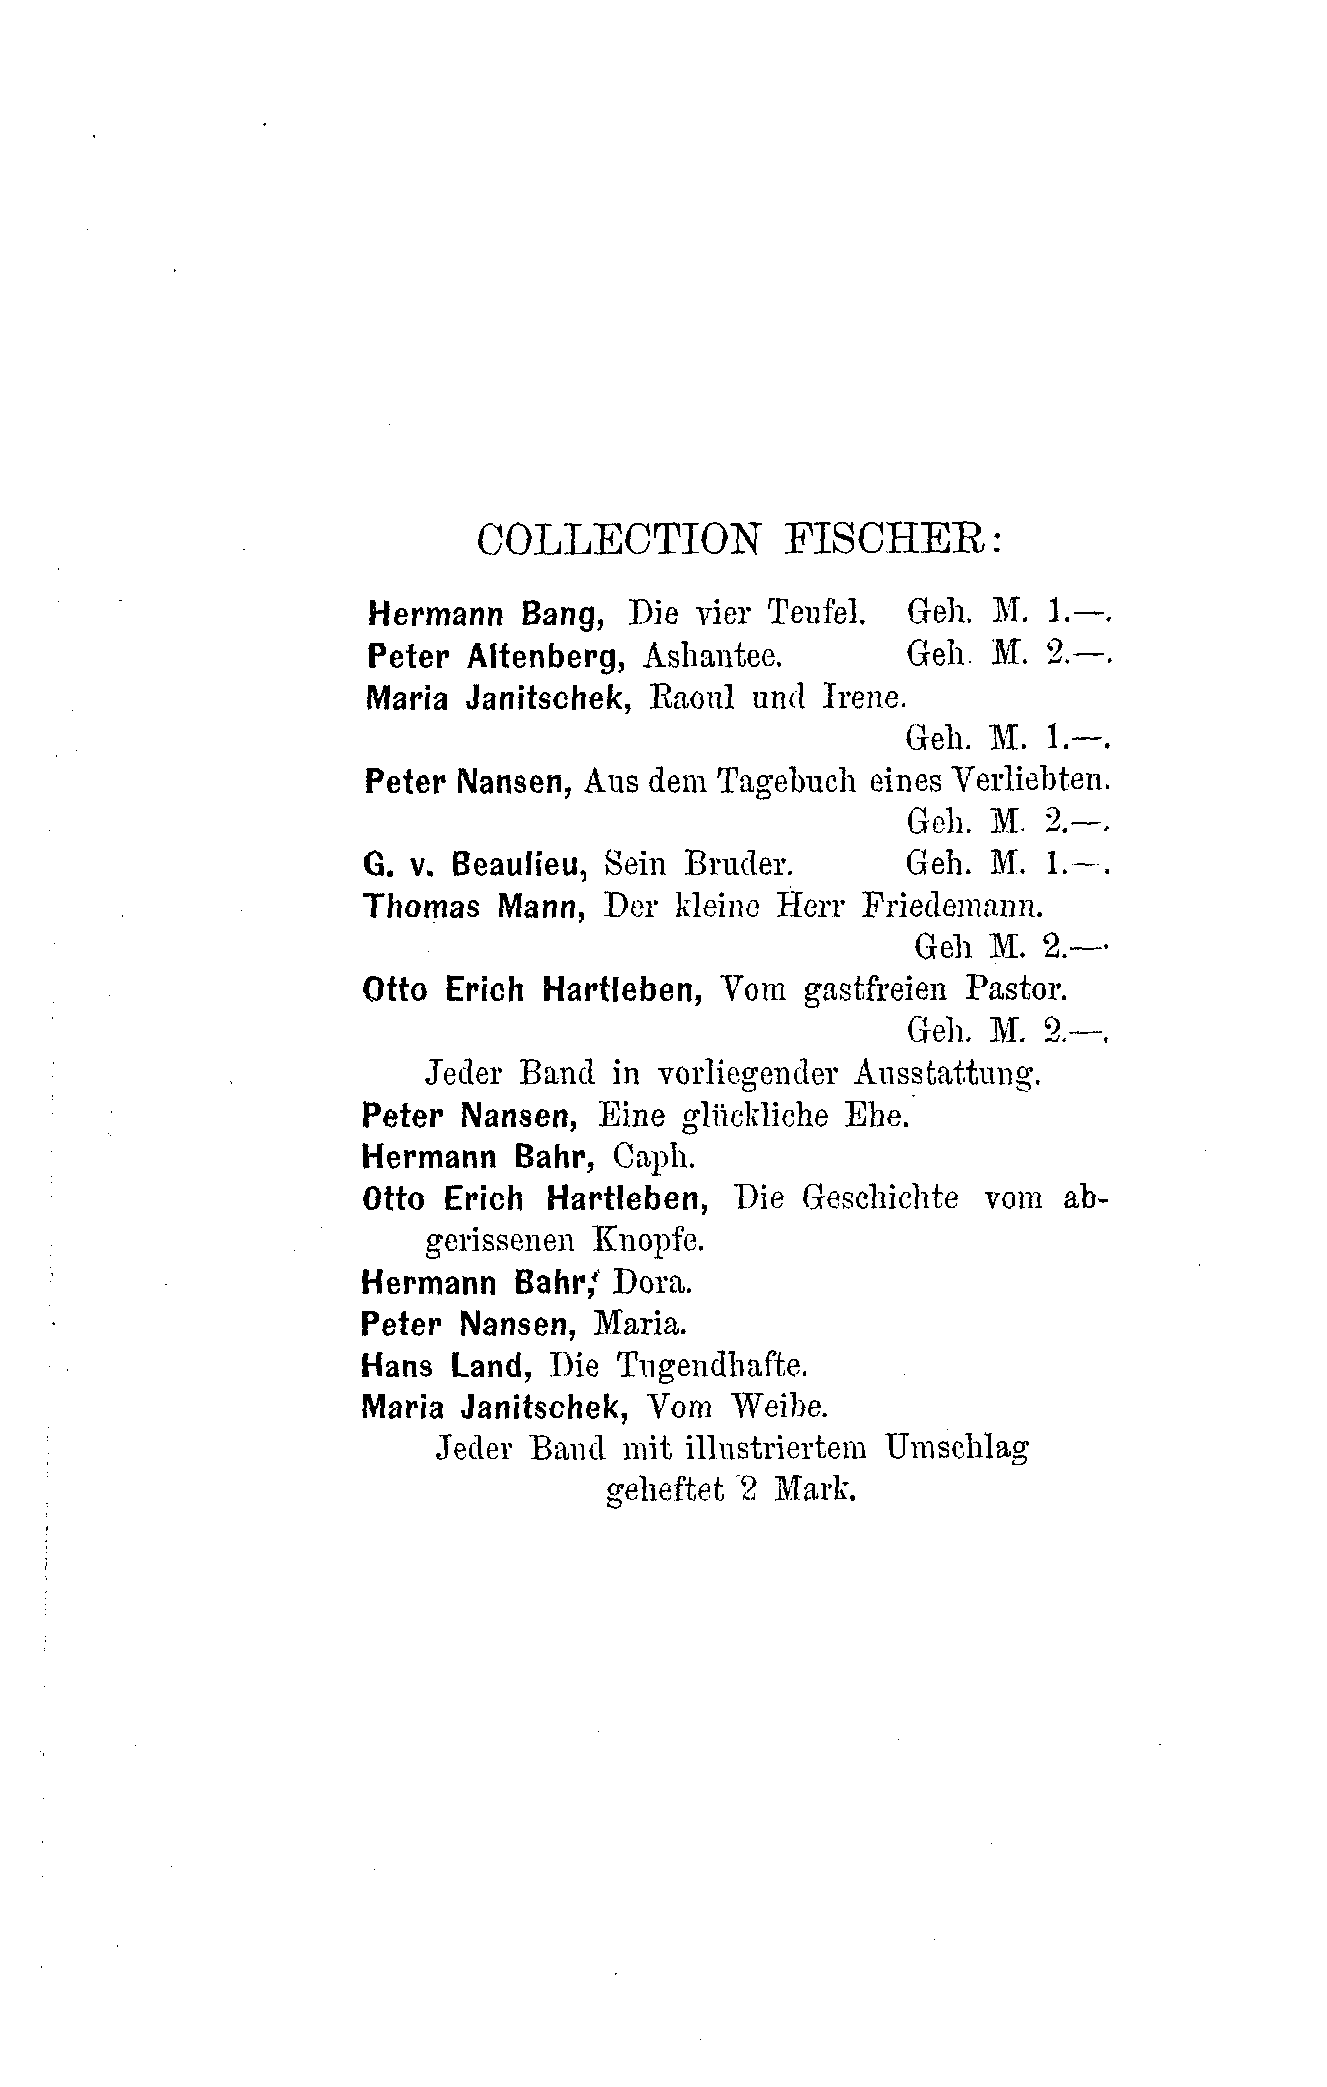 COLLECTION FISCHER:
Hermann Bang, Die vier Teufel. Geh. M. 1.—.
Peter Altenberg, Ashantee. Geh. M. 2.—.
Maria Janitschek, Raoul und Irene.
Geh. M. 1.—.
Peter Nansen, Aus dem Tagebuch eines Verliebten.
Geh. M. 2.—.
G. v. Beaulieu, Sein Bruder. Geh. M. 1.—.
Thomas Mann, Der kleine Herr Friedemann.
Geh M. 2.—.
Otto Erich Hartleben, Vom gastfreien Pastor.
Geh. M. 2.—.
Jeder Band in vorliegender Ausstattung.
Peter Nansen, Eine glückliche Ehe.
Hermann Bahr, Caph.
Otto Erich Hartleben, Die Geschichte vom ab-
gerissenen Knopfe.
Hermann Bahr, Dora.
Peter Nansen, Maria.
Hans Land, Die Tugendhafte.
Maria Janitschek, Vom Weibe.
Jeder Band mit illustriertem Umschlag
geheftet 2 Mark.